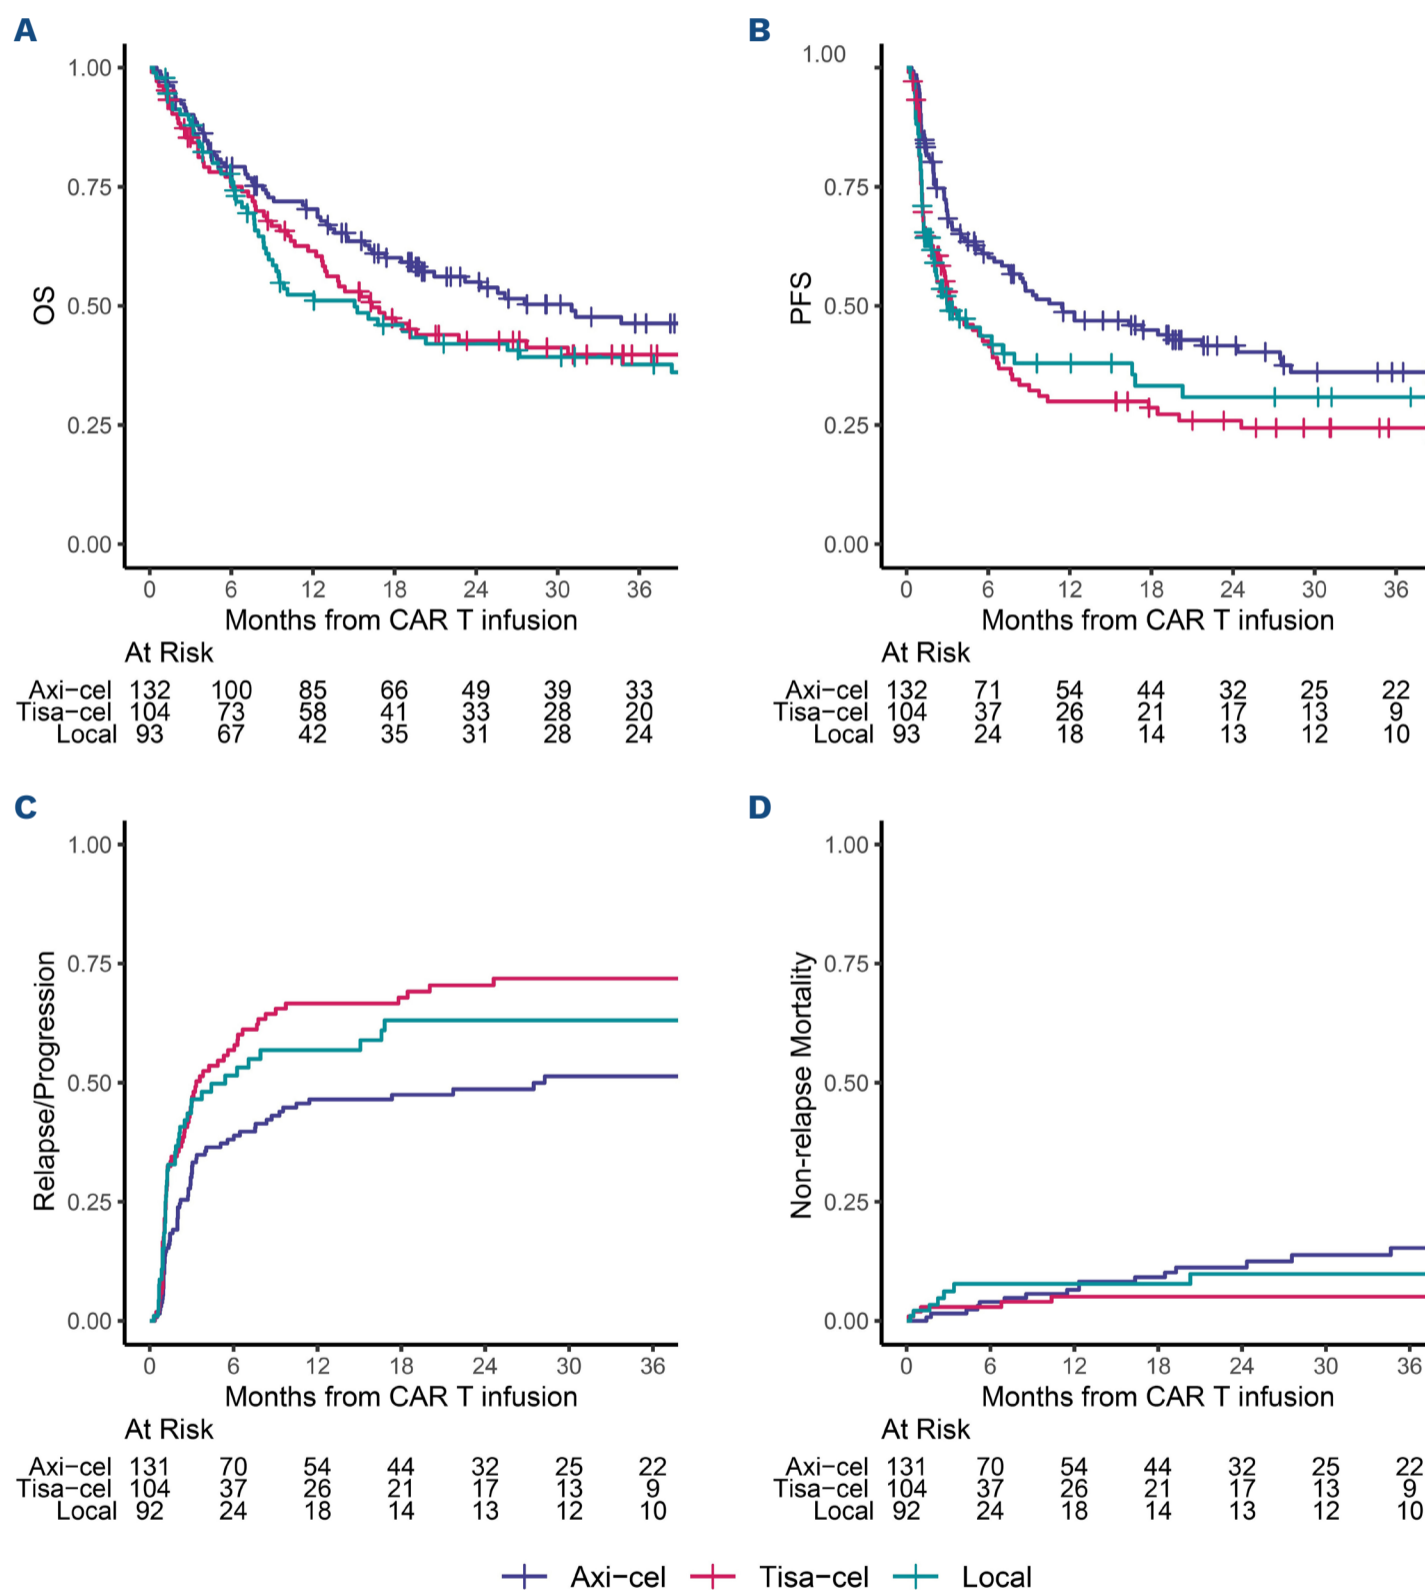 A
OS
1.00
0.75
0.50
0.25
0.00
0 6 12 18 24 30 36
Months from CAR T infusion
At Risk
Axi−cel 132 100 85 66 49 39 33
Tisa−cel 104 73 58 41 33 28 20
Local 93 67 42 35 31 28 24
B
PFS
1.00
0.75
0.50
0.25
0.00
0 6 12 18 24 30 36
Months from CAR T infusion
At Risk
Axi−cel 132 71 54 44 32 25 22
Tisa−cel 104 37 26 21 17 13 9
Local 93 24 18 14 13 12 10
C
Relapse/Progression
1.00
0.75
0.50
0.25
0.00
0 6 12 18 24 30 36
Months from CAR T infusion
At Risk
Axi−cel 131 70 54 44 32 25 22
Tisa−cel 104 37 26 21 17 13 9
Local 92 24 18 14 13 12 10
D
Non-relapse Mortality
1.00
0.75
0.50
0.25
0.00
0 6 12 18 24 30 36
Months from CAR T infusion
At Risk
Axi−cel 131 70 54 44 32 25 22
Tisa−cel 104 37 26 21 17 13 9
Local 92 24 18 14 13 12 10
Axi−cel Tisa−cel Local